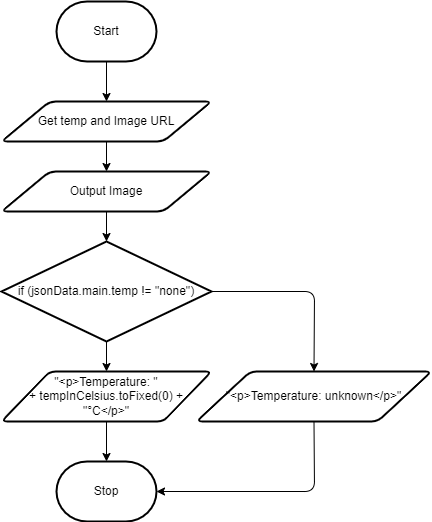 Start
Get temp and Image URL
Output Image
if (jsonData.main.temp != "none")
"<p>Temperature: "
+ tempInCelsius.toFixed(0) +
"°C</p>"
"<p>Temperature: unknown</p>"
Stop